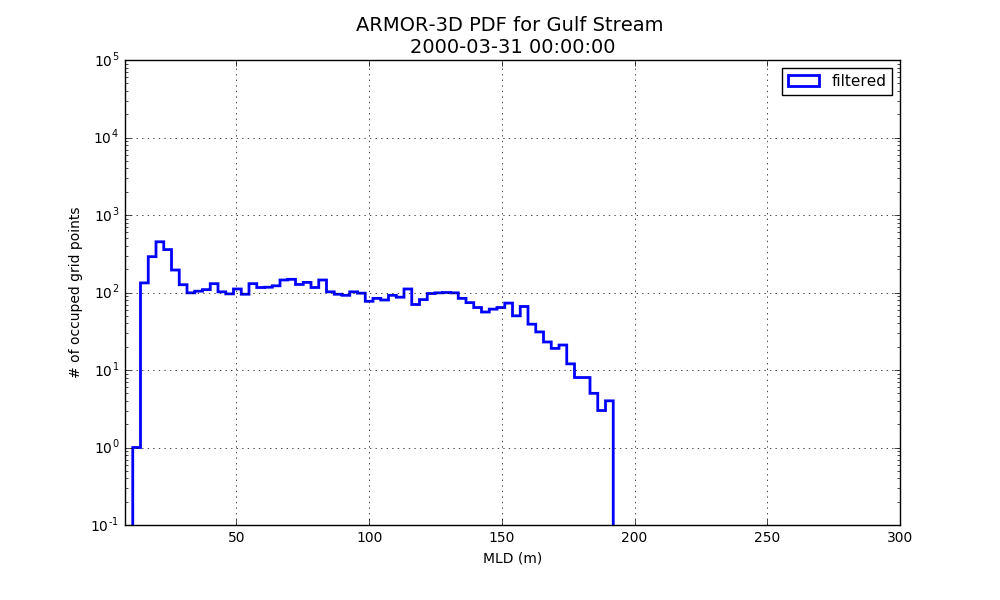 ARMOR-3D PDF for Gulf Stream
2000-03-31 00:00:00
filtered
10^5
10^4
10^3
10^2
10^1
10^0
10^-1
# of occuped grid points
50 100 150 200 250 300
MLD (m)